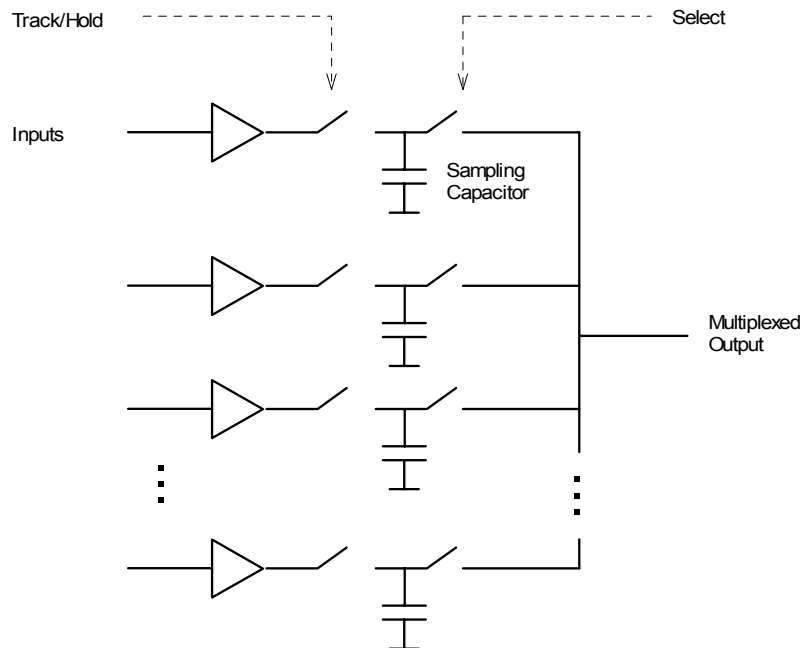 Track/Hold
Select
Inputs
Sampling
Capacitor
Multiplexed
Output